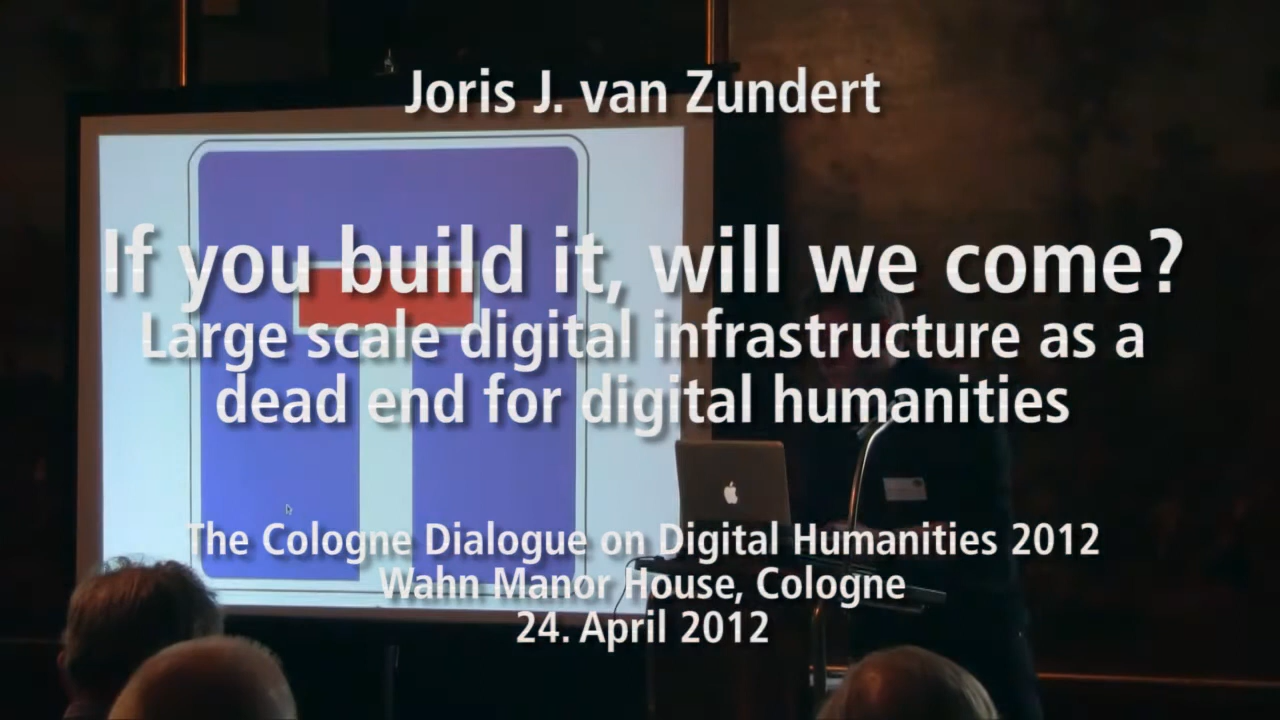 Joris J. van Zundert
If you build it, will we come?
Large scale digital infrastructure as a
dead end for digital humanities
The Cologne Dialogue on Digital Humanities 2012
Wahn Manor House, Cologne
24. April 2012